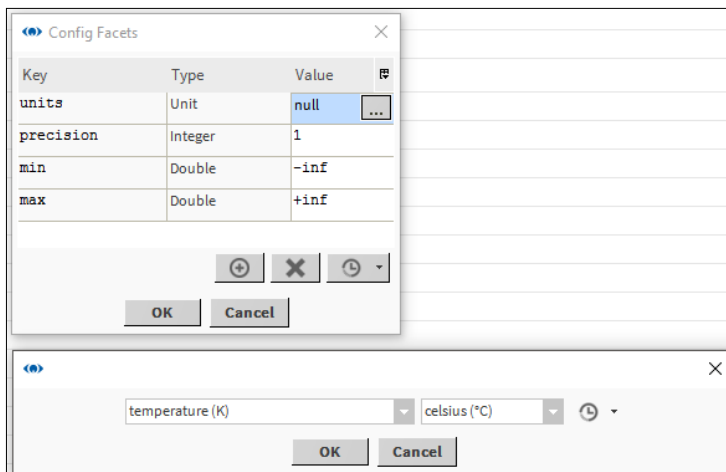 Config Facets
Key Type Value
units Unit null ...
precision Integer 1
min Double -inf
max Double +inf
OK Cancel
temperature (K) celsius (°C)
OK Cancel